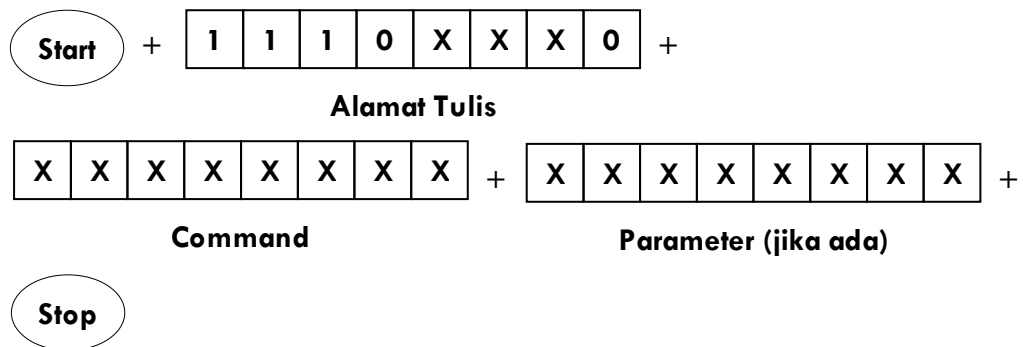 Start + 1 1 1 0 X X X 0 +
Alamat Tulis
X X X X X X X X + X X X X X X X X +
Command Parameter (jika ada)
Stop